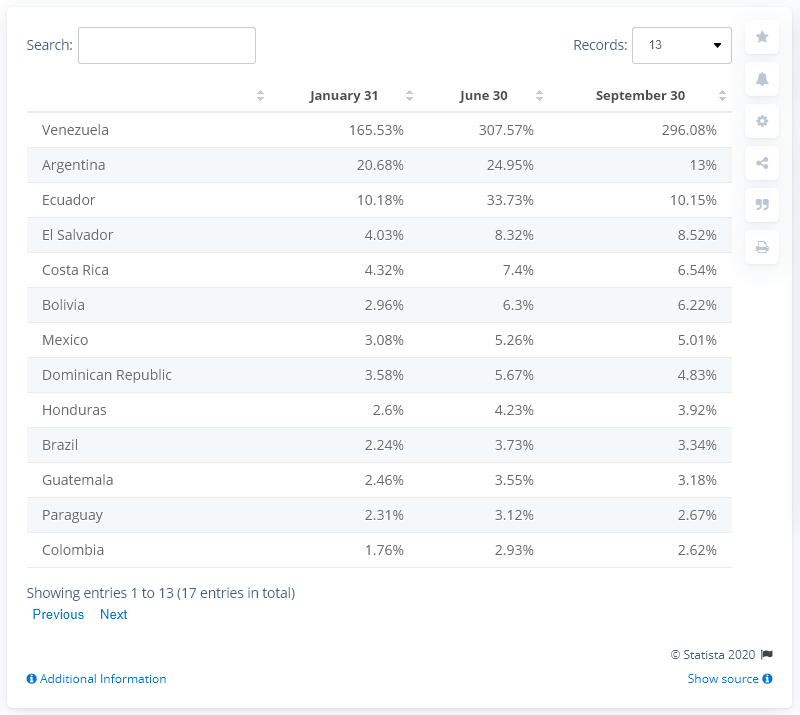 Search:
Records: 13
January 31 June 30 September 30
Venezuela 165.53% 307.57% 296.08%
Argentina 20.68% 24.95% 13%
Ecuador 10.18% 33.73% 10.15%
El Salvador 4.03% 8.32% 8.52%
Costa Rica 4.32% 7.4% 6.54%
Bolivia 2.96% 6.3% 6.22%
Mexico 3.08% 5.26% 5.01%
Dominican Republic 3.58% 5.67% 4.83%
Honduras 2.6% 4.23% 3.92%
Brazil 2.24% 3.73% 3.34%
Guatemala 2.46% 3.55% 3.18%
Paraguay 2.31% 3.12% 2.67%
Colombia 1.76% 2.93% 2.62%
Showing entries 1 to 13 (17 entries in total)
Previous Next
© Statista 2020
Additional Information Show source